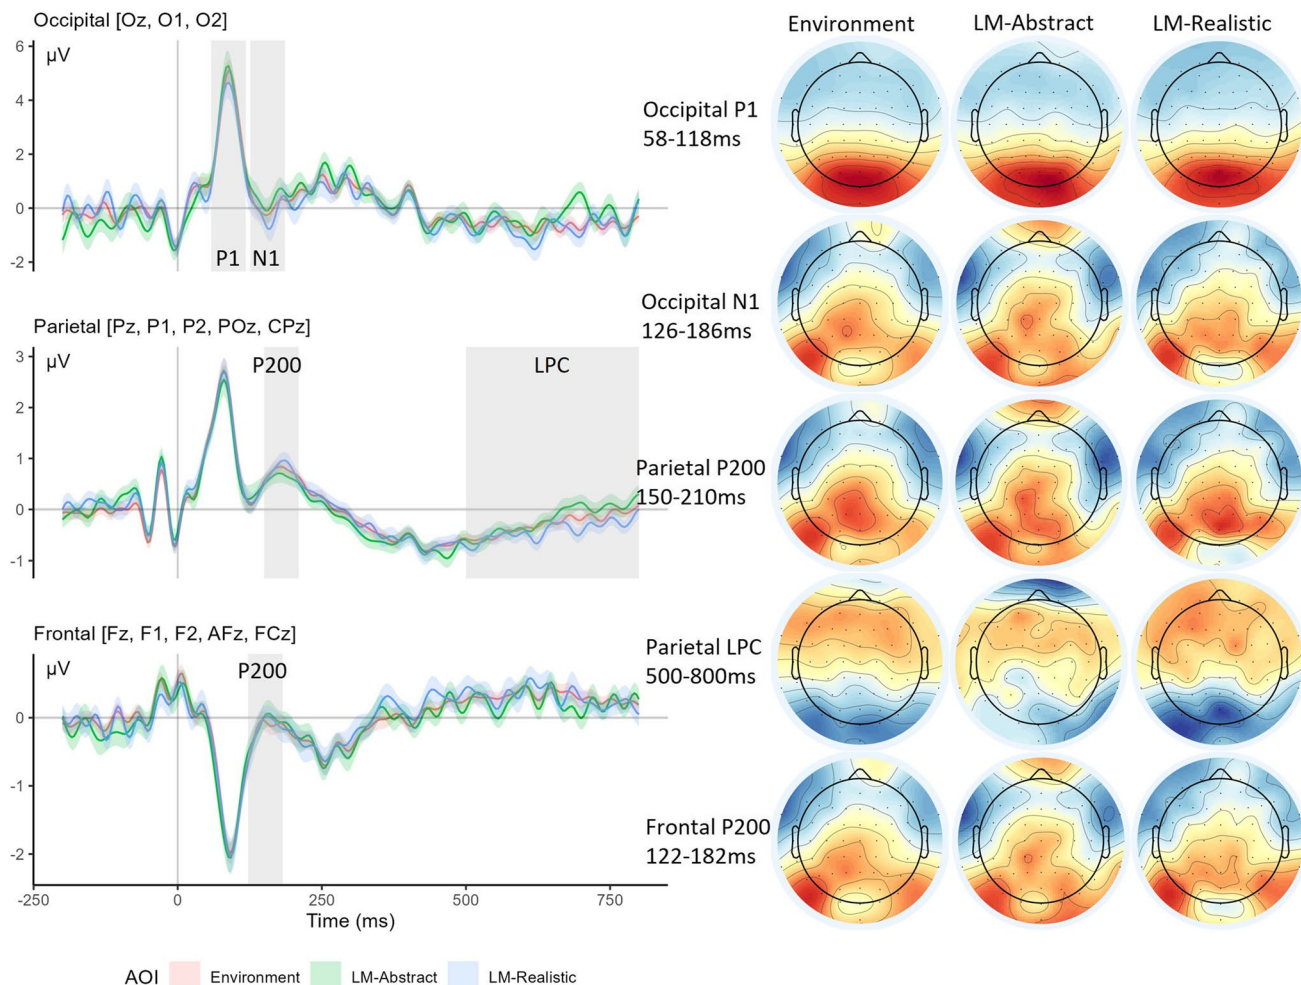 Occipital [Oz, O1, O2]
µV
6
4
2
0
-2
P1
N1
Parietal [Pz, P1, P2, POz, CPz]
µV
3
2
1
0
-1
P200
LPC
Frontal [Fz, F1, F2, AFz, FCz]
µV
0
-1
-2
P200
-250
0
250
500
750
Time (ms)
AOI
Environment
LM-Abstract
LM-Realistic
Environment
LM-Abstract
LM-Realistic
Occipital P1
58-118ms
Occipital N1
126-186ms
Parietal P200
150-210ms
Parietal LPC
500-800ms
Frontal P200
122-182ms